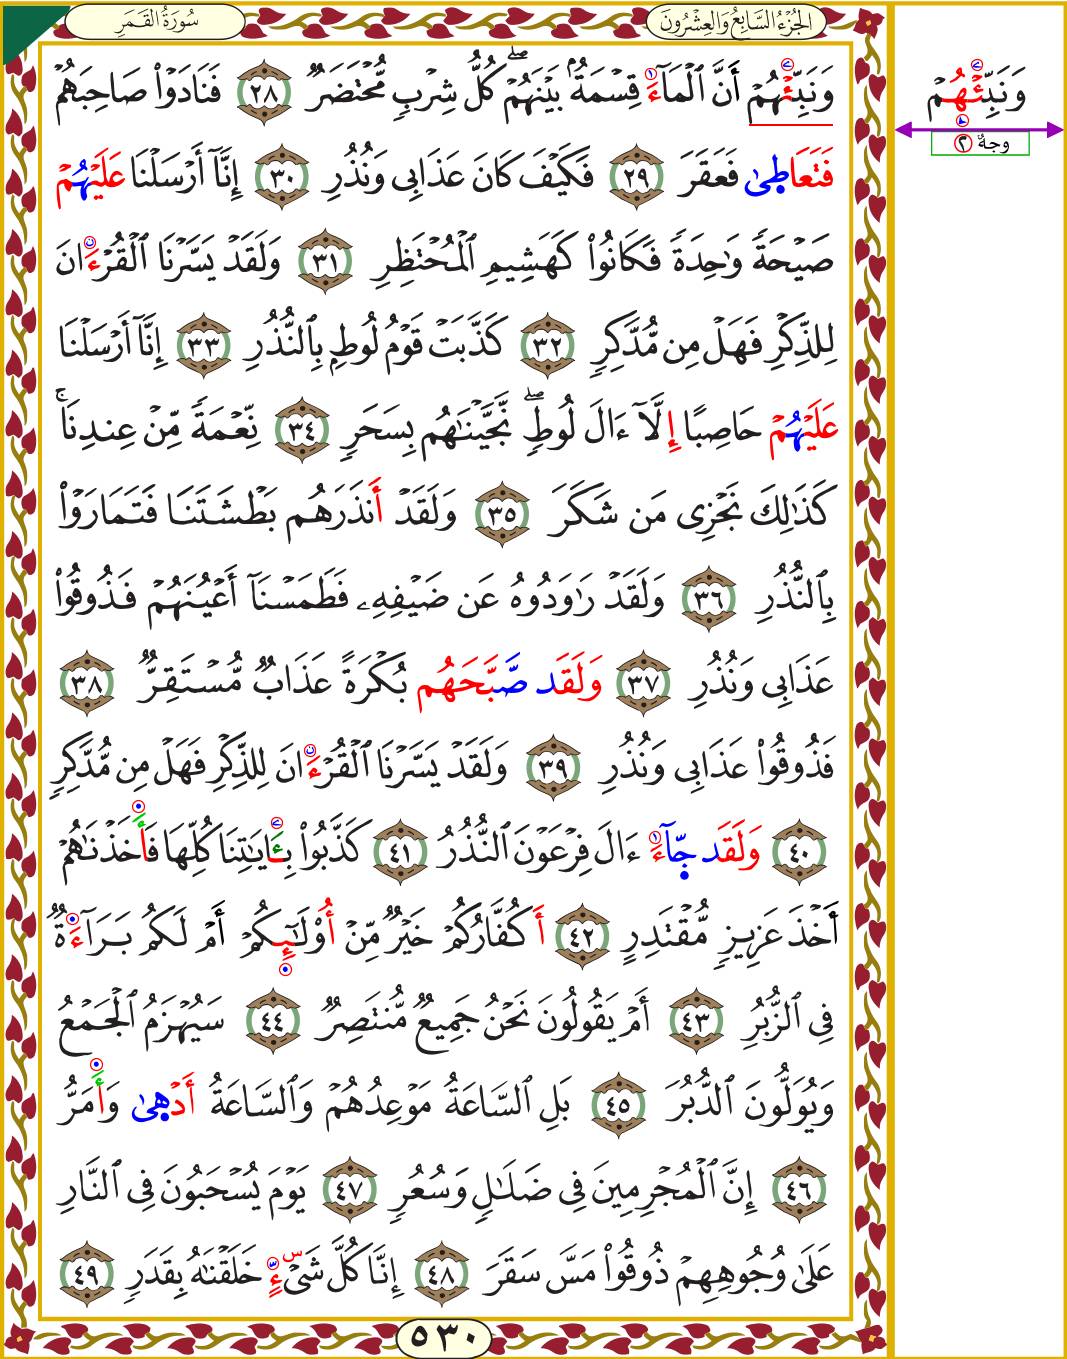 سُورَةُ الْقَمَرِ
الجُزْءُ السَّابِعُ وَالعِشْرُونَ
وَنَبِّئْهُمْ أَنَّ ٱلْمَآءَ قِسْمَةٌۢ بَيْنَهُمْ ۖ كُلُّ شِرْبٍ مُّحْتَضَرٌ ٢٨ فَنَادَوْا۟ صَاحِبَهُمْ
فَتَعَاطِىٰ فَعَقَرَ ٢٩ فَكَيْفَ كَانَ عَذَابِى وَنُذُرِ ٣٠ إِنَّآ أَرْسَلْنَا عَلَيْهُمْ
صَيْحَةً وَٰحِدَةً فَكَانُوا۟ كَهَشِيمِ ٱلْمُحْتَظِرِ ٣١ وَلَقَدْ يَسَّرْنَا ٱلْقُرْءَانَ
لِلذِّكْرِ فَهَلْ مِن مُّدَّكِرٍ ٣٢ كَذَّبَتْ قَوْمُ لُوطٍۭ بِٱلنُّذُرِ ٣٣ إِنَّآ أَرْسَلْنَا
عَلَيْهُمْ حَاصِبًا إِلَّآ ءَالَ لُوطٍ ۖ نَّجَّيْنَـٰهُم بِسَحَرٍ ٣٤ نِّعْمَةً مِّنْ عِندِنَا ۚ
كَذَٰلِكَ نَجْزِى مَن شَكَرَ ٣٥ وَلَقَدْ أَنذَرَهُم بَطْشَتَنَا فَتَمَارَوْا۟
بِٱلنُّذُرِ ٣٦ وَلَقَدْ رَٰوَدُوهُ عَن ضَيْفِهِۦ فَطَمَسْنَآ أَعْيُنَهُمْ فَذُوقُوا۟
عَذَابِى وَنُذُرِ ٣٧ وَلَقَد صَّبَّحَهُم بُكْرَةً عَذَابٌ مُّسْتَقِرٌّ ٣٨
فَذُوقُوا۟ عَذَابِى وَنُذُرِ ٣٩ وَلَقَدْ يَسَّرْنَا ٱلْقُرْءَانَ لِلذِّكْرِ فَهَلْ مِن مُّدَّكِرٍ
٤٠ وَلَقَد جَّآءَ ءَالَ فِرْعَوْنَ ٱلنُّذُرُ ٤١ كَذَّبُوا۟ بِـَٔايَـٰتِنَا كُلِّهَا فَأَخَذْنَـٰهُمْ
أَخْذَ عَزِيزٍ مُّقْتَدِرٍ ٤٢ أَكُفَّارُكُمْ خَيْرٌ مِّنْ أُو۟لَـٰٓئِكُمْ أَمْ لَكُم بَرَآءَةٌ
فِى ٱلزُّبُرِ ٤٣ أَمْ يَقُولُونَ نَحْنُ جَمِيعٌ مُّنتَصِرٌ ٤٤ سَيُهْزَمُ ٱلْجَمْعُ
وَيُوَلُّونَ ٱلدُّبُرَ ٤٥ بَلِ ٱلسَّاعَةُ مَوْعِدُهُمْ وَٱلسَّاعَةُ أَدْهِىٰ وَأَمَرُّ
٤٦ إِنَّ ٱلْمُجْرِمِينَ فِى ضَلَـٰلٍ وَسُعُرٍ ٤٧ يَوْمَ يُسْحَبُونَ فِى ٱلنَّارِ
عَلَىٰ وُجُوهِهِمْ ذُوقُوا۟ مَسَّ سَقَرَ ٤٨ إِنَّا كُلَّ شَىْءٍ خَلَقْنَـٰهُ بِقَدَرٍ ٤٩
٥٣٠
وَنَبِّئْهُمْ
وجهٌ ٢